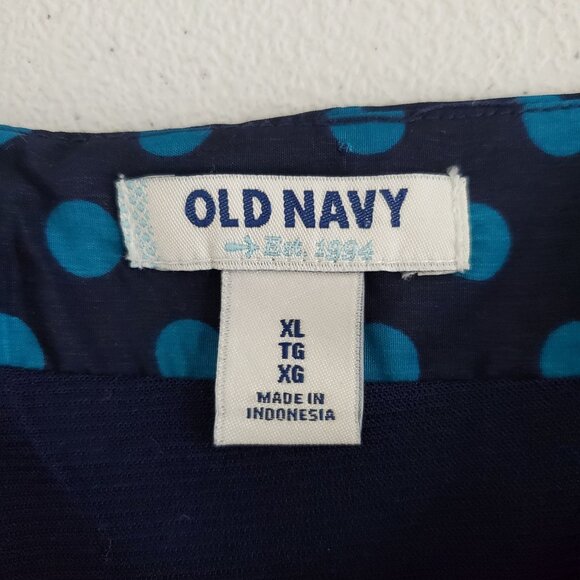 OLD NAVY
Est. 1994
XL
TG
XG
MADE IN
INDONESIA